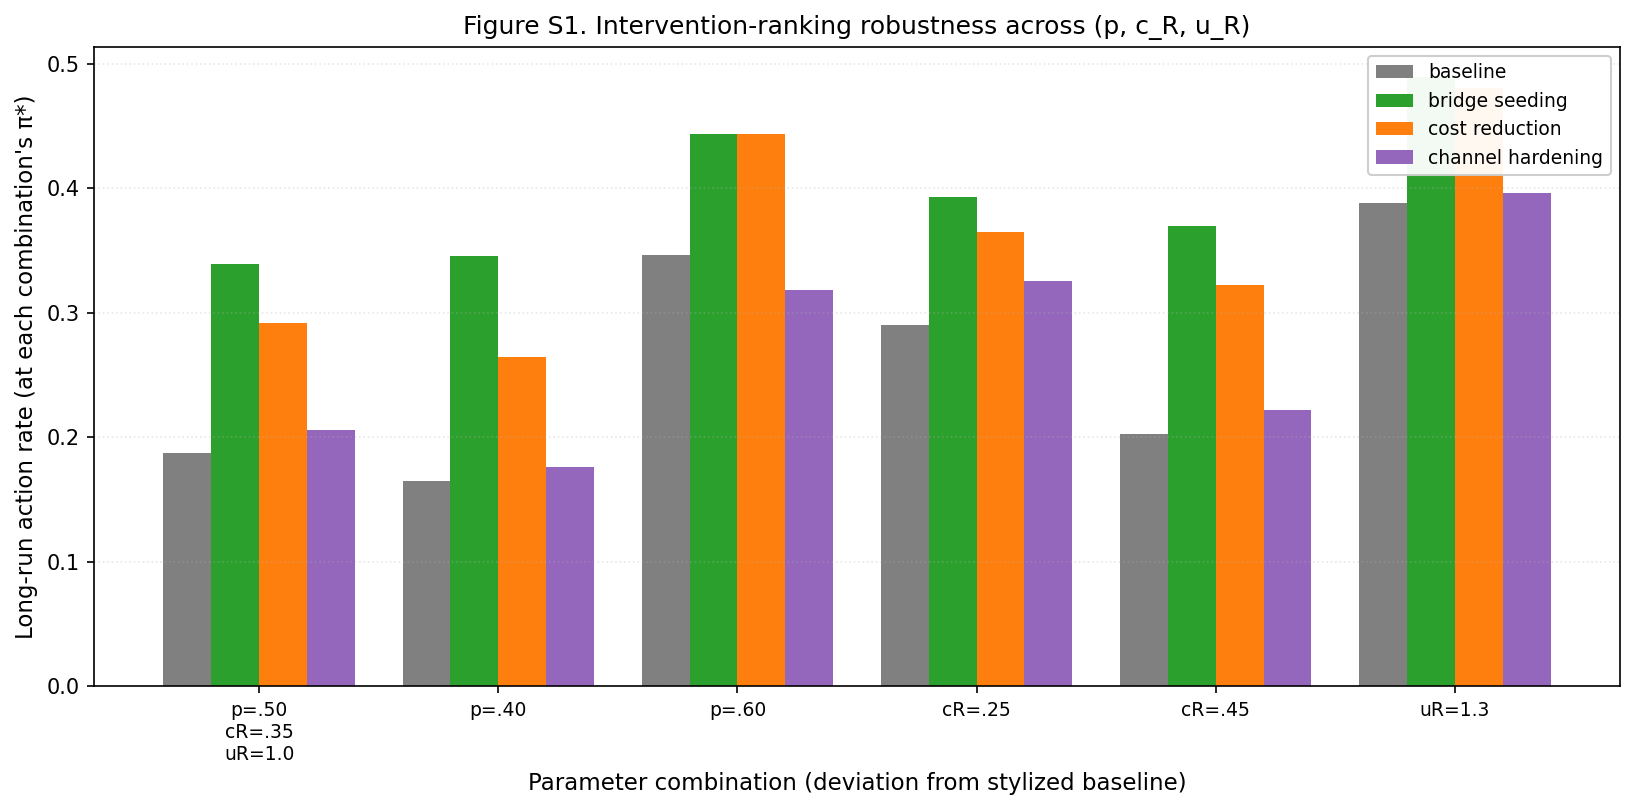 Figure S1. Intervention-ranking robustness across (p, c_R, u_R)
Long-run action rate (at each combination's π*)
0.5
0.4
0.3
0.2
0.1
0.0
baseline
bridge seeding
cost reduction
channel hardening
p=.50
cR=.35
uR=1.0
p=.40
p=.60
cR=.25
cR=.45
uR=1.3
Parameter combination (deviation from stylized baseline)